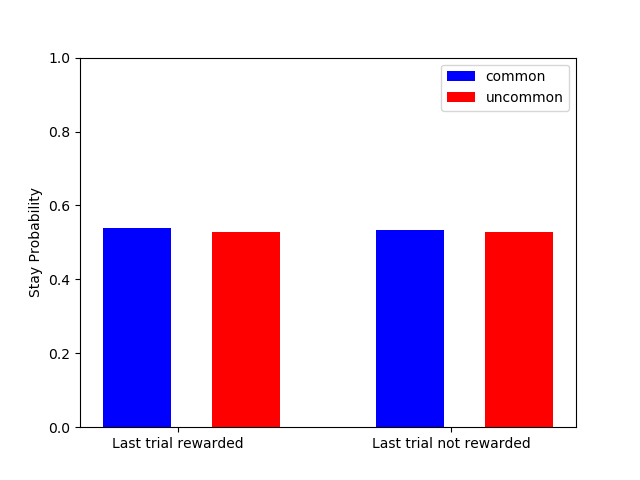 1.0
0.8
0.6
0.4
0.2
0.0
Stay Probability
common
uncommon
Last trial rewarded
Last trial not rewarded